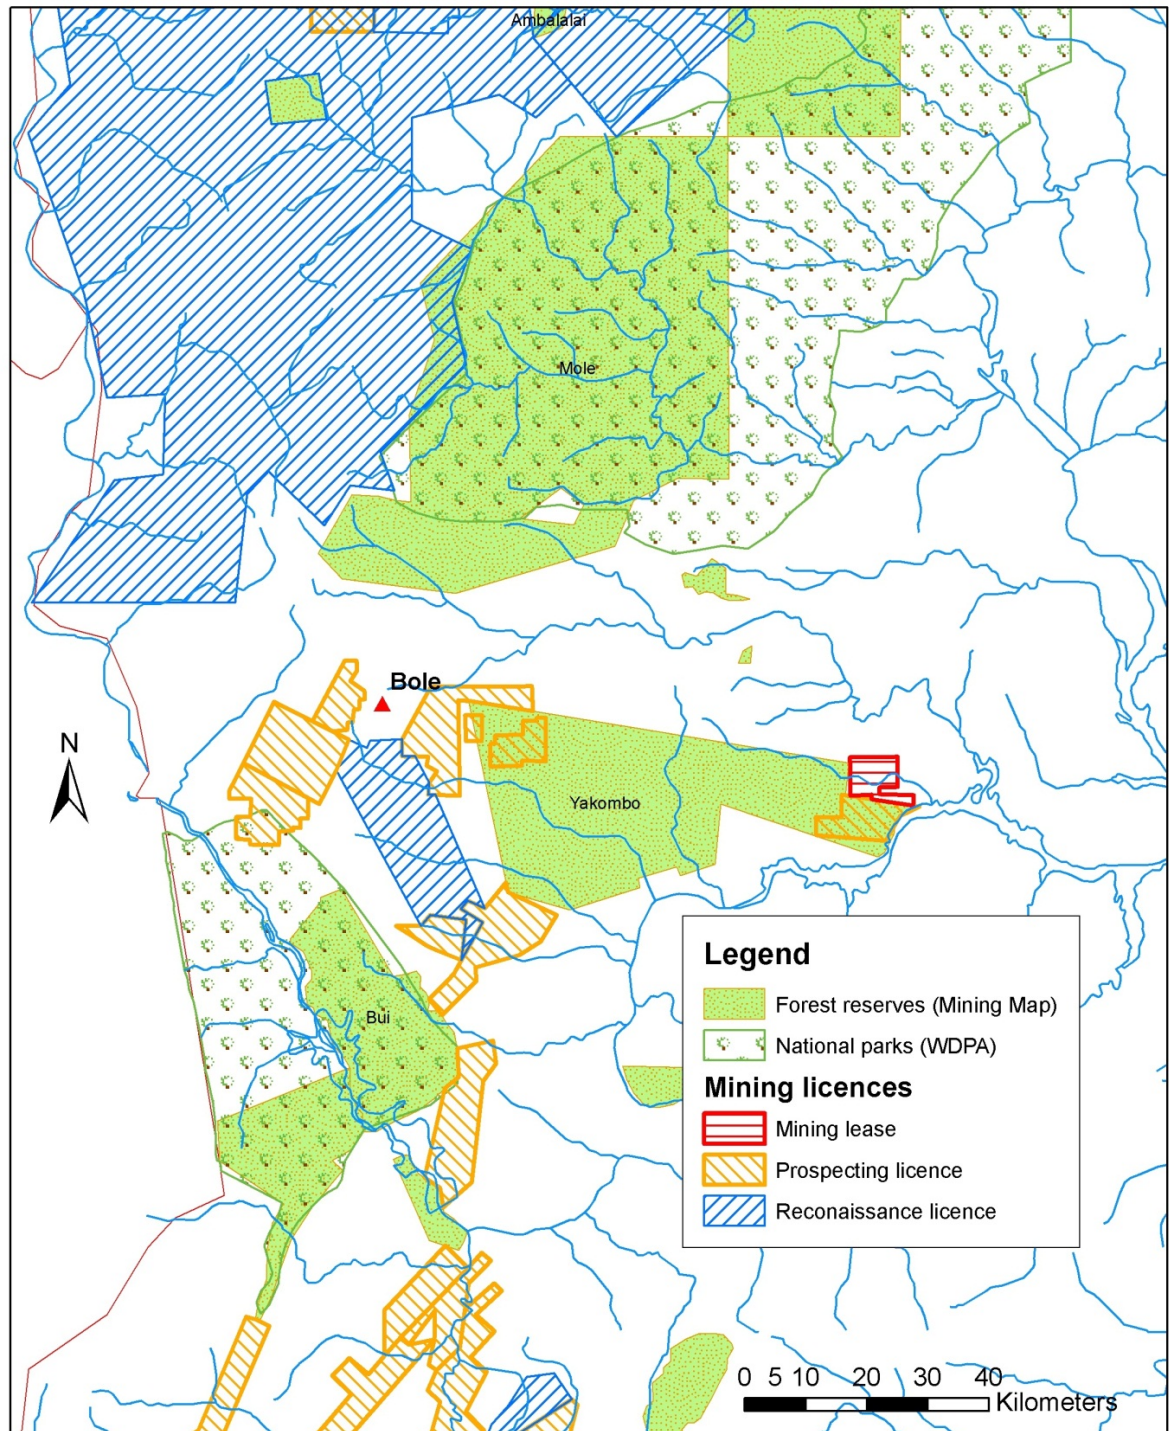 Ambalalai
Mole
Bole
N
Yakombo
Bui
Legend
Forest reserves (Mining Map)
National parks (WDPA)
Mining licences
Mining lease
Prospecting licence
Reconaissance licence
0 5 10 20 30 40
Kilometers